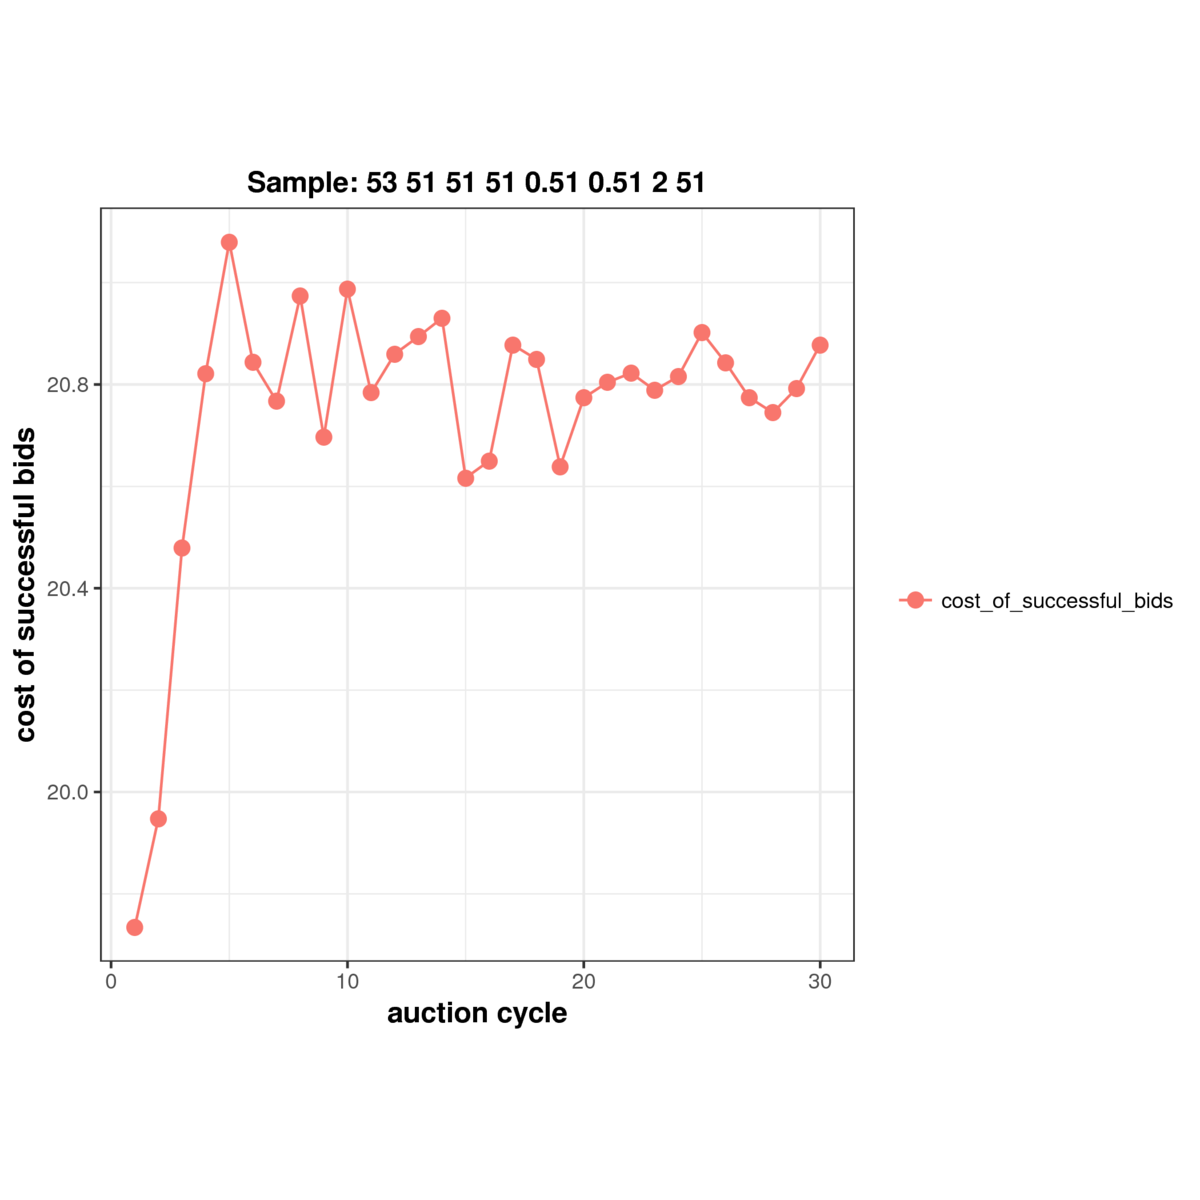 Sample: 53 51 51 51 0.51 0.51 2 51
cost of successful bids
20.8
20.4
20.0
0 10 20 30
auction cycle
cost_of_successful_bids